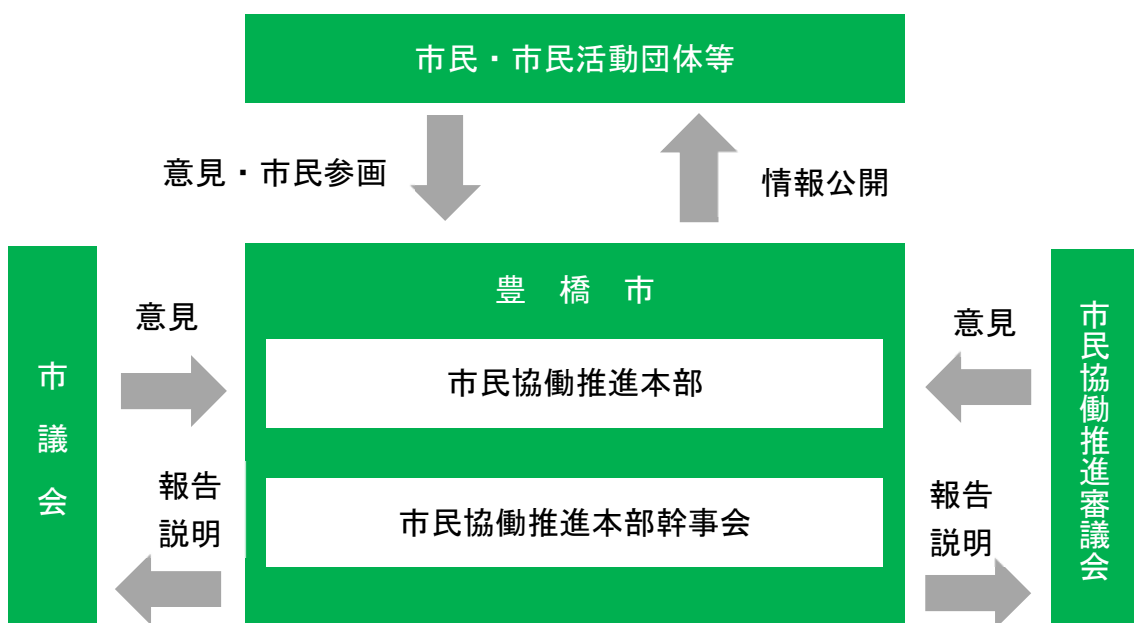 市民・市民活動団体等
意見・市民参画
情報公開
豊橋市
意見
意見
市議会
市民協働推進本部
市民協働推進審議会
報告
説明
市民協働推進本部幹事会
報告
説明